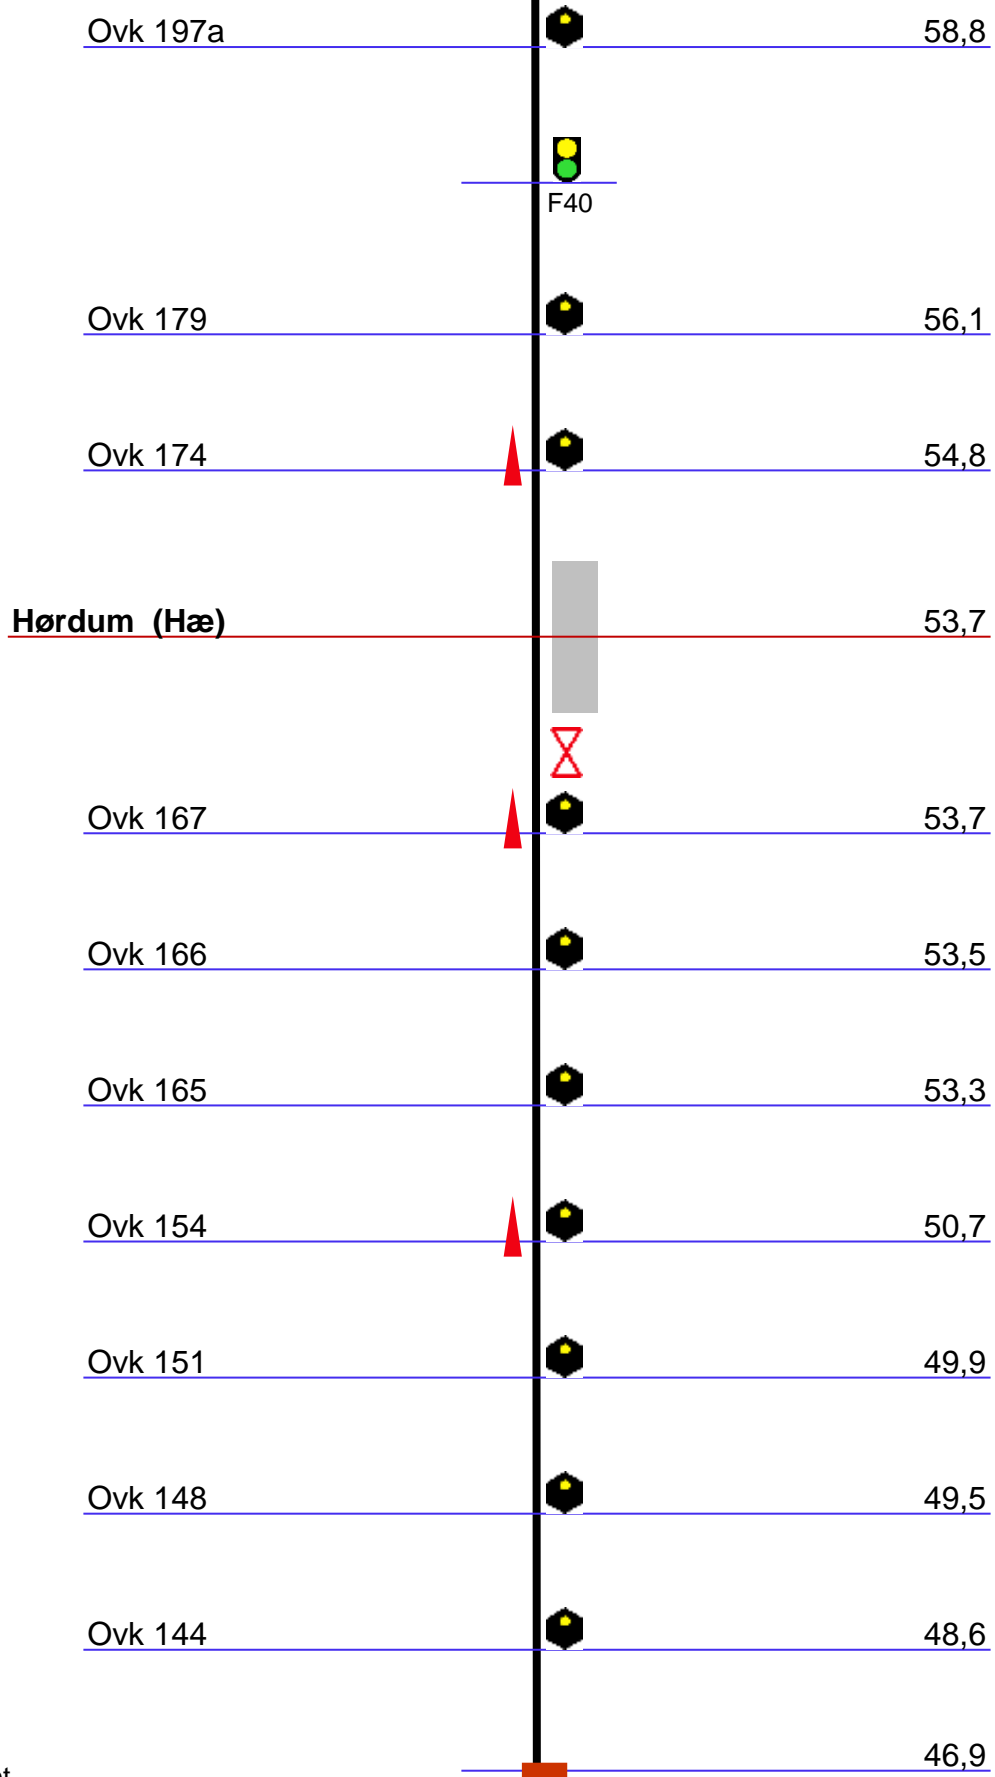 Ovk 197a 58,8
F40
Ovk 179 56,1
Ovk 174 54,8
Hørdum (Hæ) 53,7
Ovk 167 53,7
Ovk 166 53,5
Ovk 165 53,3
Ovk 154 50,7
Ovk 151 49,9
Ovk 148 49,5
Ovk 144 48,6
46,9